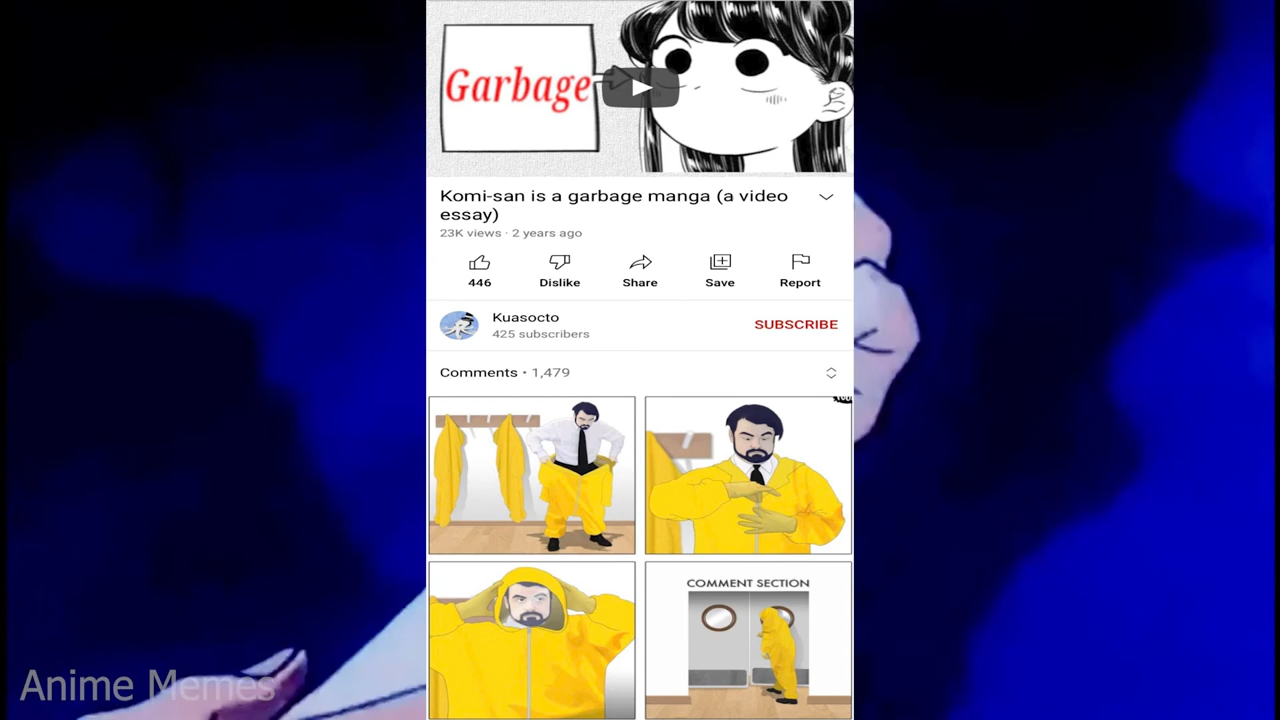 Garbage
Komi-san is a garbage manga (a video
essay)
23K views · 2 years ago
446
Dislike
Share
Save
Report
Kuasocto
425 subscribers
SUBSCRIBE
Comments • 1,479
COMMENT SECTION
Anime Memes